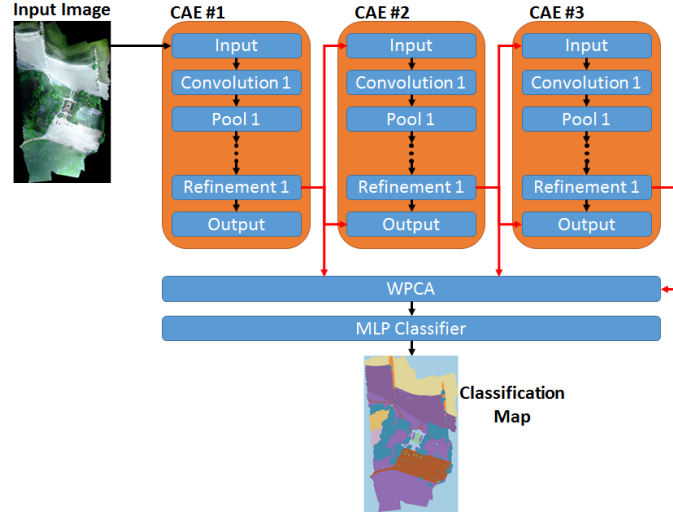 Input Image
CAE #1
CAE #2
CAE #3
Input
Input
Input
Convolution 1
Convolution 1
Convolution 1
Pool 1
Pool 1
Pool 1
Refinement 1
Refinement 1
Refinement 1
Output
Output
Output
WPCA
MLP Classifier
Classification
Map